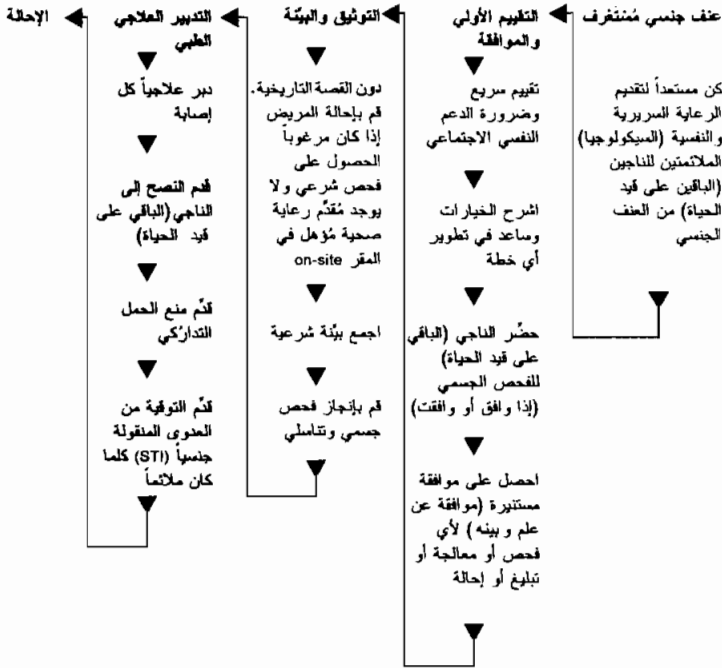 عنف جنسي مُسْتَعْرف
كن مستعداً لتقديم
الرعاية السريرية
والنفسية (السيكولوجيا)
الملائمتين للناجين
(الباقين على قيد
الحياة) من العنف
الجنسي
التقييم الأولي
والموافقة
تقييم سريع
وضرورة الدعم
النفسي الاجتماعي
اشرح الخيارات
وساعد في تطوير
أي خطة
حضّر الناجي (الباقي
على قيد الحياة)
للفحص الجسمي
(إذا وافق أو وافقت)
احصل على موافقة
مستنيرة (موافقة عن
علم و بينه) لأي
فحص أو معالجة أو
تبليغ أو إحالة
التوثيق والبيّنة
دون القصة التاريخية.
قم بإحالة المريض
إذا كان مرغوباً
الحصول على
فحص شرعي ولا
يوجد مُقدِّم رعاية
صحية مُؤهل في
المقر on-site
اجمع بيّنة شرعية
قم بإنجاز فحص
جسمي وتناسلي
التدبير العلاجي
الطبي
دبر علاجياً كل
إصابة
قدم النصح إلى
الناجي (الباقي على
قيد الحياة)
قدِّم منع الحمل
التداركي
قدِّم التوقية من
العدوى المنقولة
جنسياً (STI) كلما
كان ملائماً
الإحالة